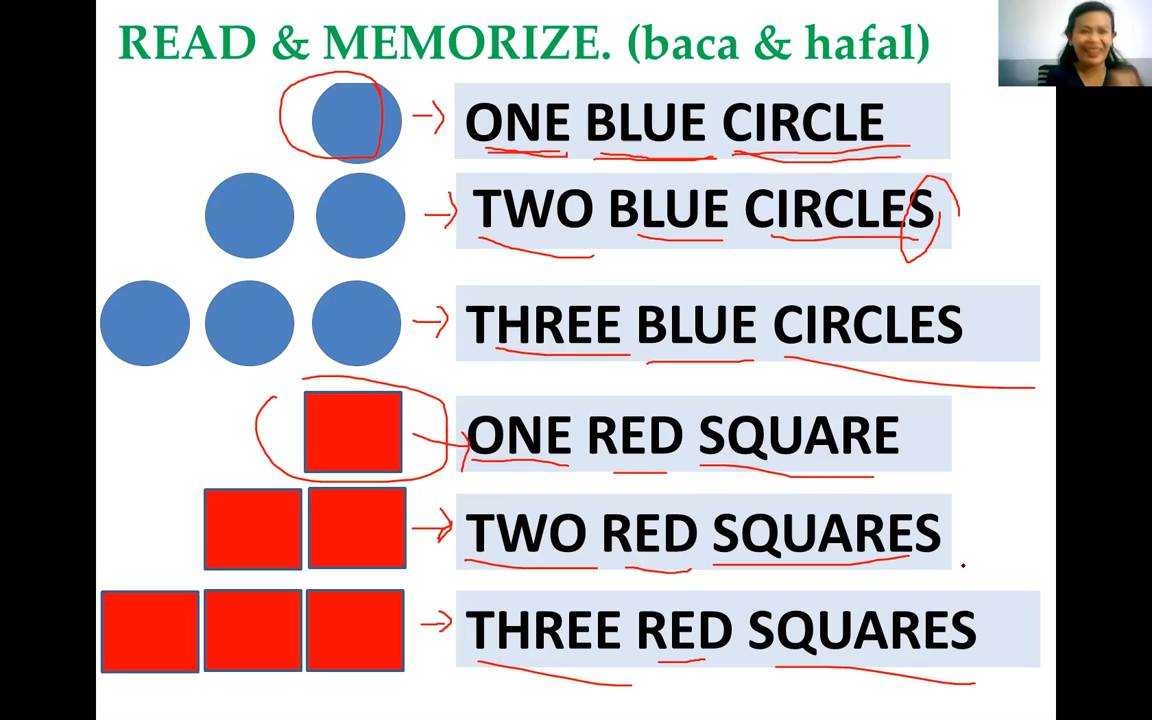 READ & MEMORIZE. (baca & hafal)
ONE BLUE CIRCLE
TWO BLUE CIRCLES
THREE BLUE CIRCLES
ONE RED SQUARE
TWO RED SQUARES
THREE RED SQUARES